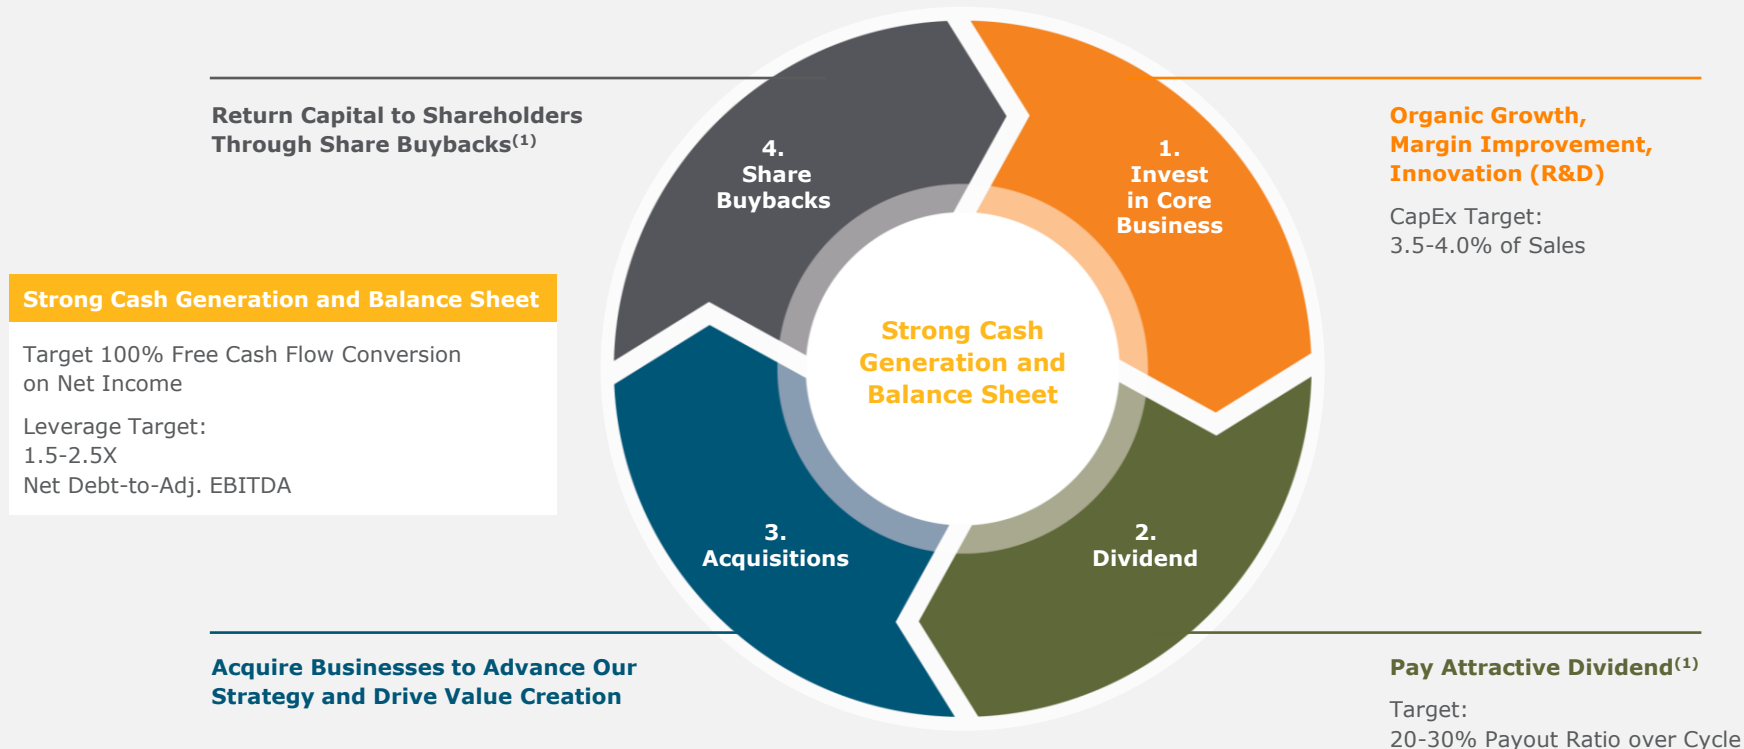 Return Capital to Shareholders
Through Share Buybacks(1)
4.
Share
Buybacks
1.
Invest
in Core
Business
Organic Growth,
Margin Improvement,
Innovation (R&D)
CapEx Target:
3.5-4.0% of Sales
Strong Cash Generation and Balance Sheet
Target 100% Free Cash Flow Conversion
on Net Income
Leverage Target:
1.5-2.5X
Net Debt-to-Adj. EBITDA
Strong Cash
Generation and
Balance Sheet
3.
Acquisitions
2.
Dividend
Acquire Businesses to Advance Our
Strategy and Drive Value Creation
Pay Attractive Dividend(1)
Target:
20-30% Payout Ratio over Cycle